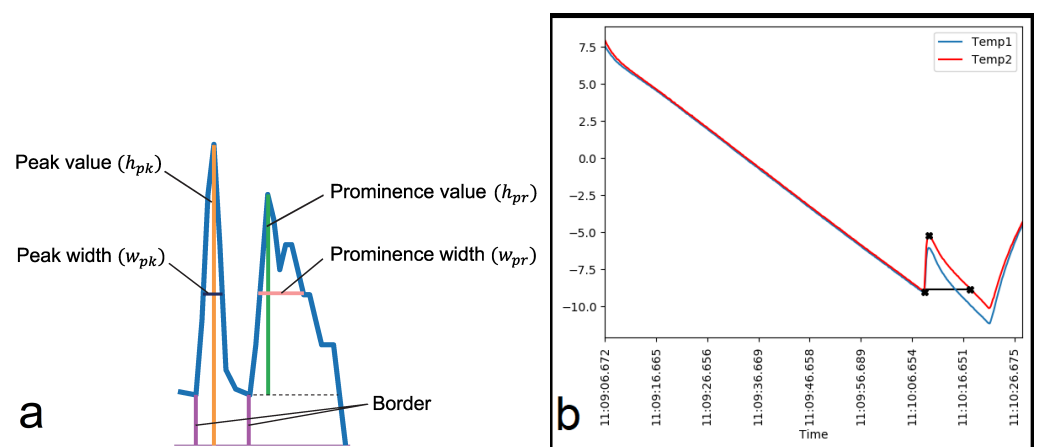 Peak value (h_pk)
Prominence value (h_pr)
Peak width (w_pk)
Prominence width (w_pr)
Border
a
Temp1
Temp2
7.5
5.0
2.5
0.0
−2.5
−5.0
−7.5
−10.0
11:09:06.672
11:09:16.665
11:09:26.656
11:09:36.669
11:09:46.658
11:09:56.689
11:10:06.654
11:10:16.651
11:10:26.675
Time
b